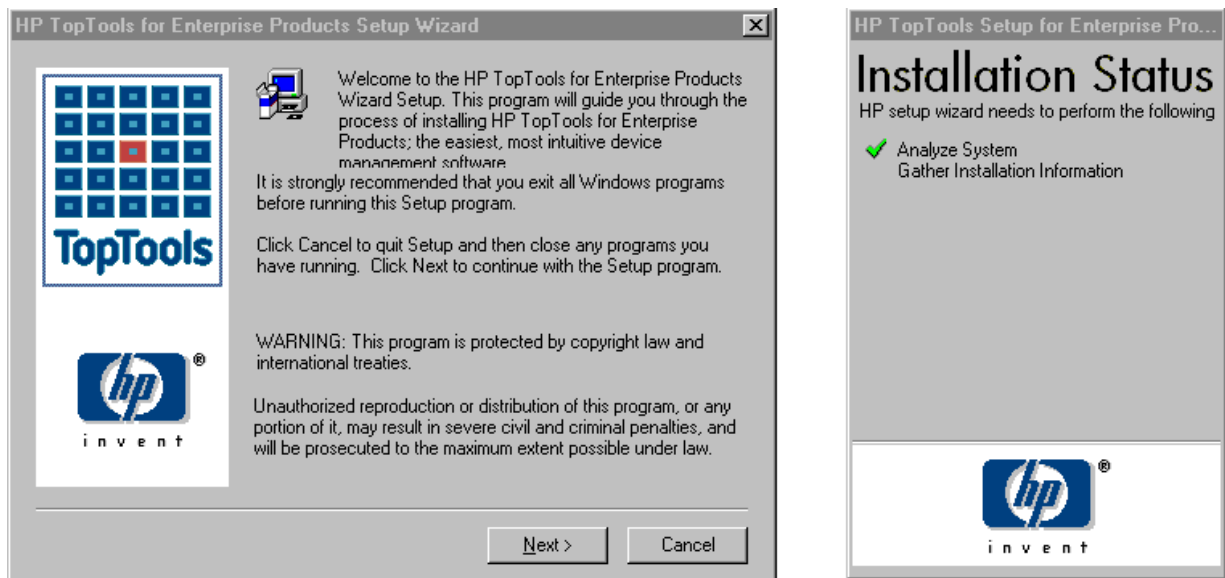 HP TopTools for Enterprise Products Setup Wizard
Welcome to the HP TopTools for Enterprise Products
Wizard Setup. This program will guide you through the
process of installing HP TopTools for Enterprise
Products; the easiest, most intuitive device
management software
It is strongly recommended that you exit all Windows programs
before running this Setup program.
Click Cancel to quit Setup and then close any programs you
have running. Click Next to continue with the Setup program.
WARNING: This program is protected by copyright law and
international treaties.
Unauthorized reproduction or distribution of this program, or any
portion of it, may result in severe civil and criminal penalties, and
will be prosecuted to the maximum extent possible under law.
TopTools
hp ®
invent
Next >
Cancel
HP TopTools Setup for Enterprise Pro...
Installation Status
HP setup wizard needs to perform the following
Analyze System
Gather Installation Information
hp ®
invent